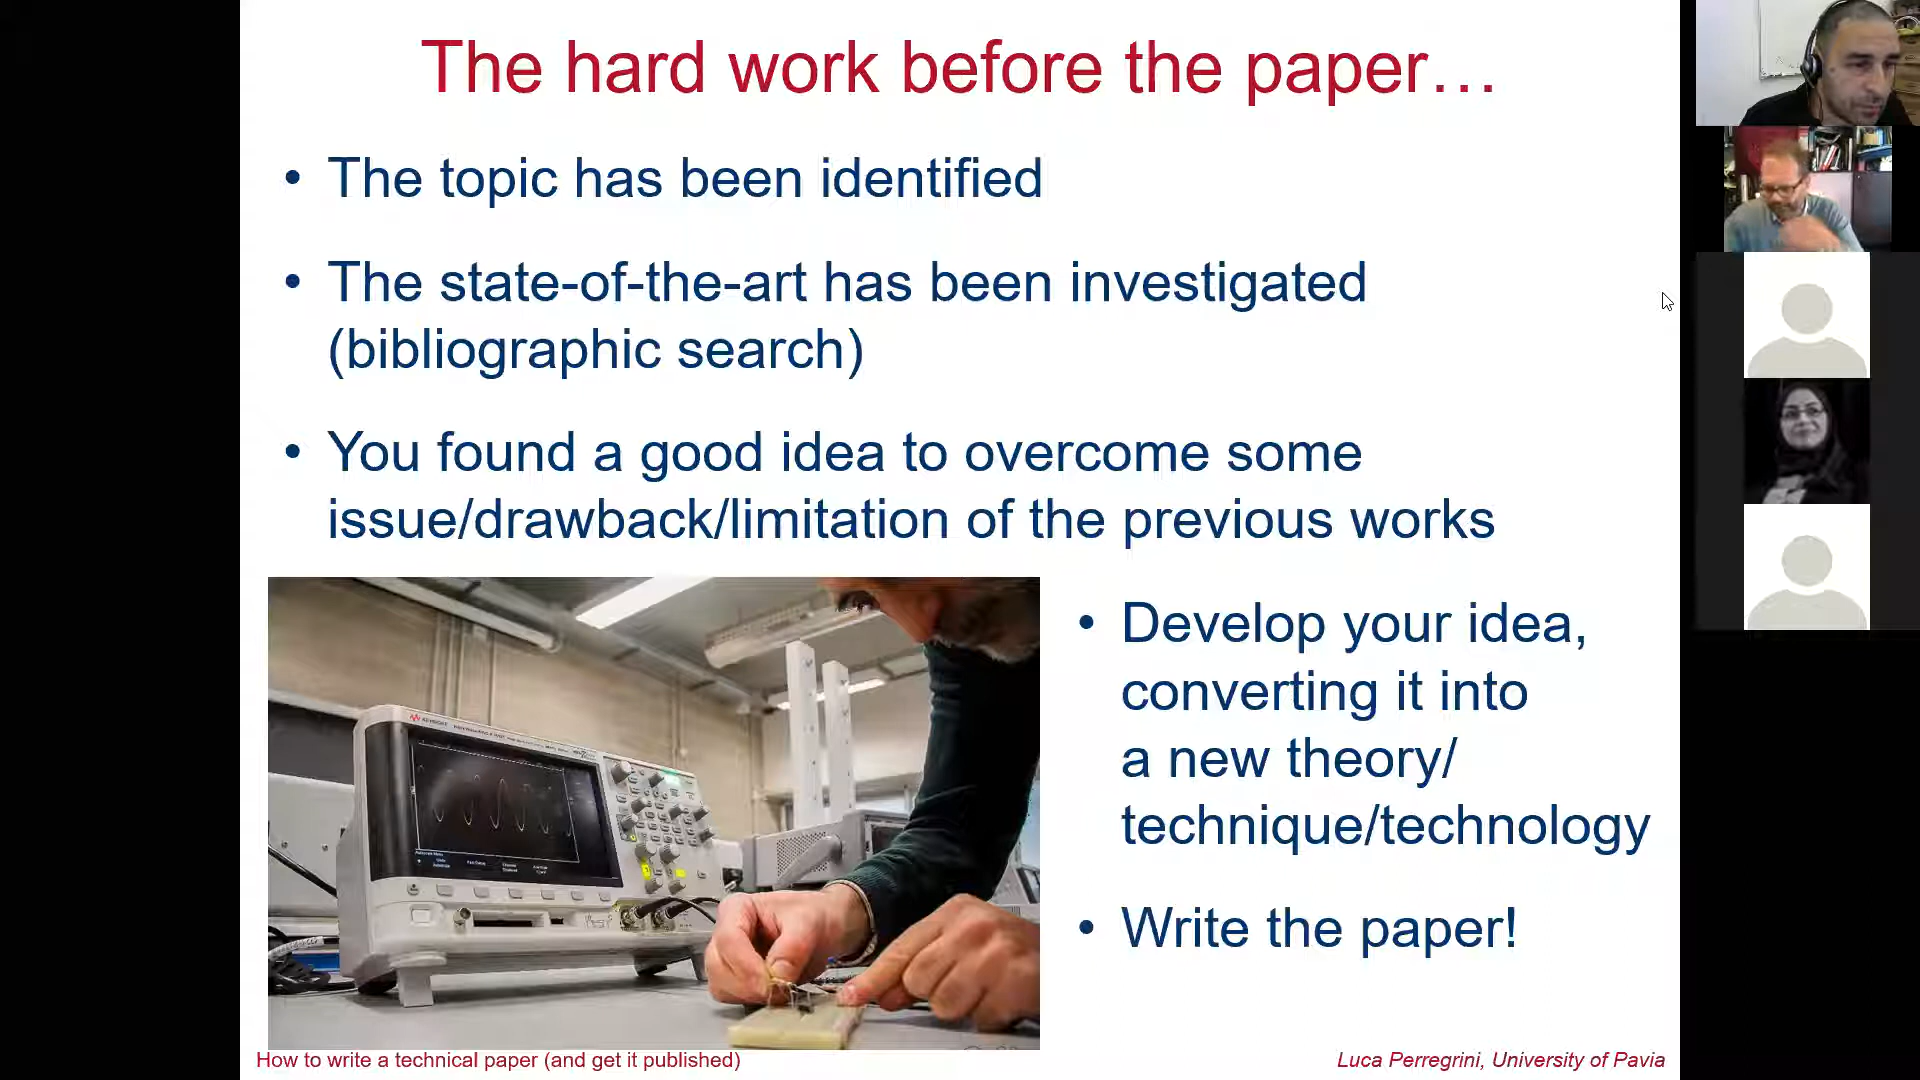 The hard work before the paper…
• The topic has been identified
• The state-of-the-art has been investigated
(bibliographic search)
• You found a good idea to overcome some
issue/drawback/limitation of the previous works
• Develop your idea,
converting it into
a new theory/
technique/technology
• Write the paper!
How to write a technical paper (and get it published)
Luca Perregrini, University of Pavia